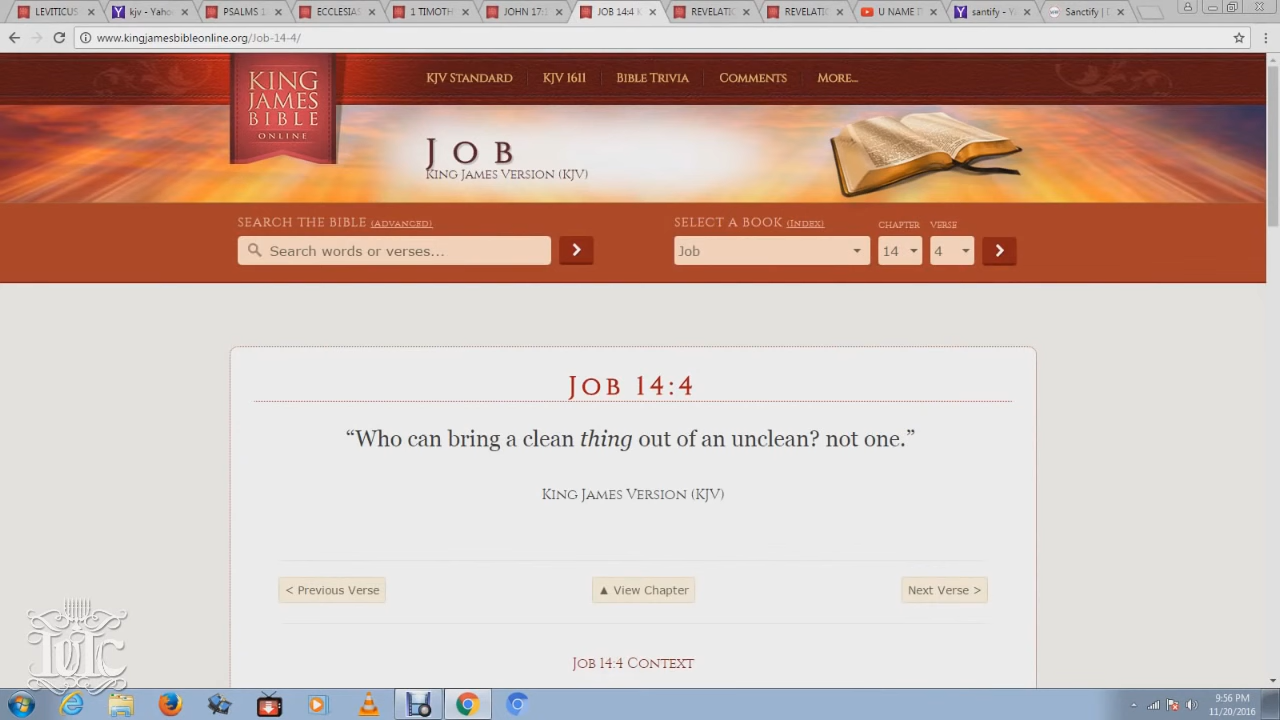 LEVITICUS
kjv - Yahoo
PSALMS 1
ECCLESIAS
1 TIMOTH
JOHN 17:1
JOB 14:4 K
REVELATI
REVELATI
U NAME I
santify - Y
Sanctify | D
www.kingjamesbibleonline.org/Job-14-4/
KING
JAMES
BIBLE
ONLINE
KJV STANDARD
KJV 1611
BIBLE TRIVIA
COMMENTS
MORE...
JOB
KING JAMES VERSION (KJV)
SEARCH THE BIBLE (ADVANCED)
Search words or verses...
SELECT A BOOK (INDEX)
CHAPTER
VERSE
Job
14
4
JOB 14:4
“Who can bring a clean thing out of an unclean? not one.”
KING JAMES VERSION (KJV)
< Previous Verse
▲ View Chapter
Next Verse >
JOB 14:4 CONTEXT
IUIC
9:56 PM
11/20/2016